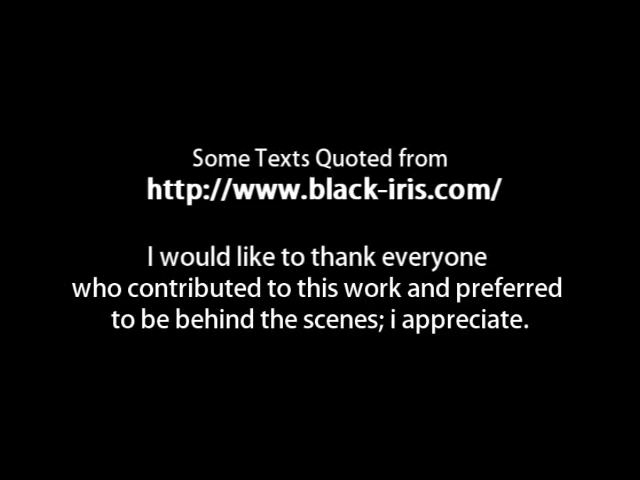 Some Texts Quoted from
http://www.black-iris.com/
I would like to thank everyone
who contributed to this work and preferred
to be behind the scenes; i appreciate.